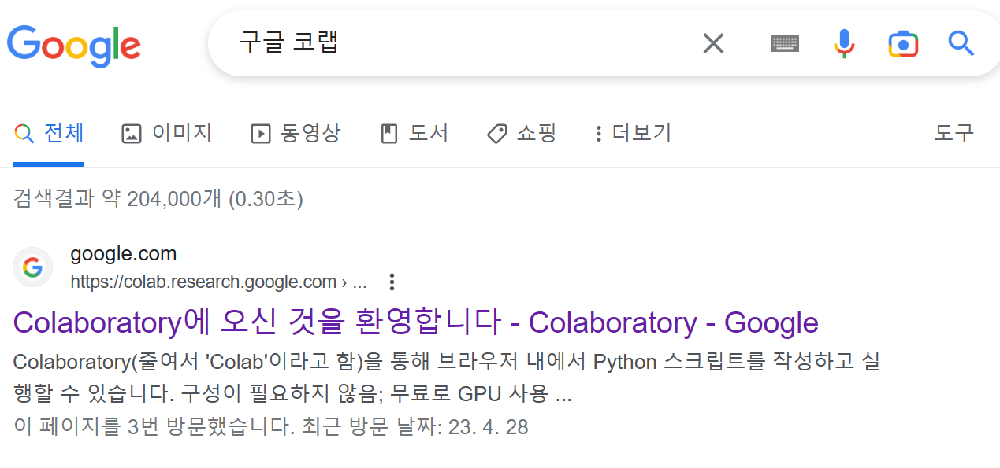 Google 구글 코랩
전체 이미지 동영상 도서 쇼핑 더보기 도구
검색결과 약 204,000개 (0.30초)
google.com
https://colab.research.google.com › ...
Colaboratory에 오신 것을 환영합니다 - Colaboratory - Google
Colaboratory(줄여서 'Colab'이라고 함)을 통해 브라우저 내에서 Python 스크립트를 작성하고 실
행할 수 있습니다. 구성이 필요하지 않음; 무료로 GPU 사용 ...
이 페이지를 3번 방문했습니다. 최근 방문 날짜: 23. 4. 28